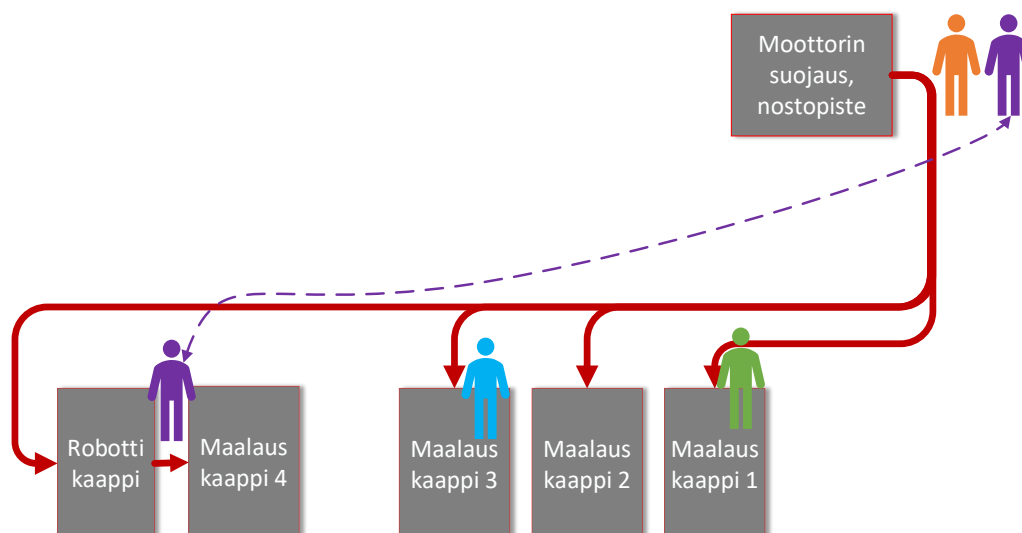 Moottorin
suojaus,
nostopiste
Robotti
kaappi
Maalaus
kaappi 4
Maalaus
kaappi 3
Maalaus
kaappi 2
Maalaus
kaappi 1